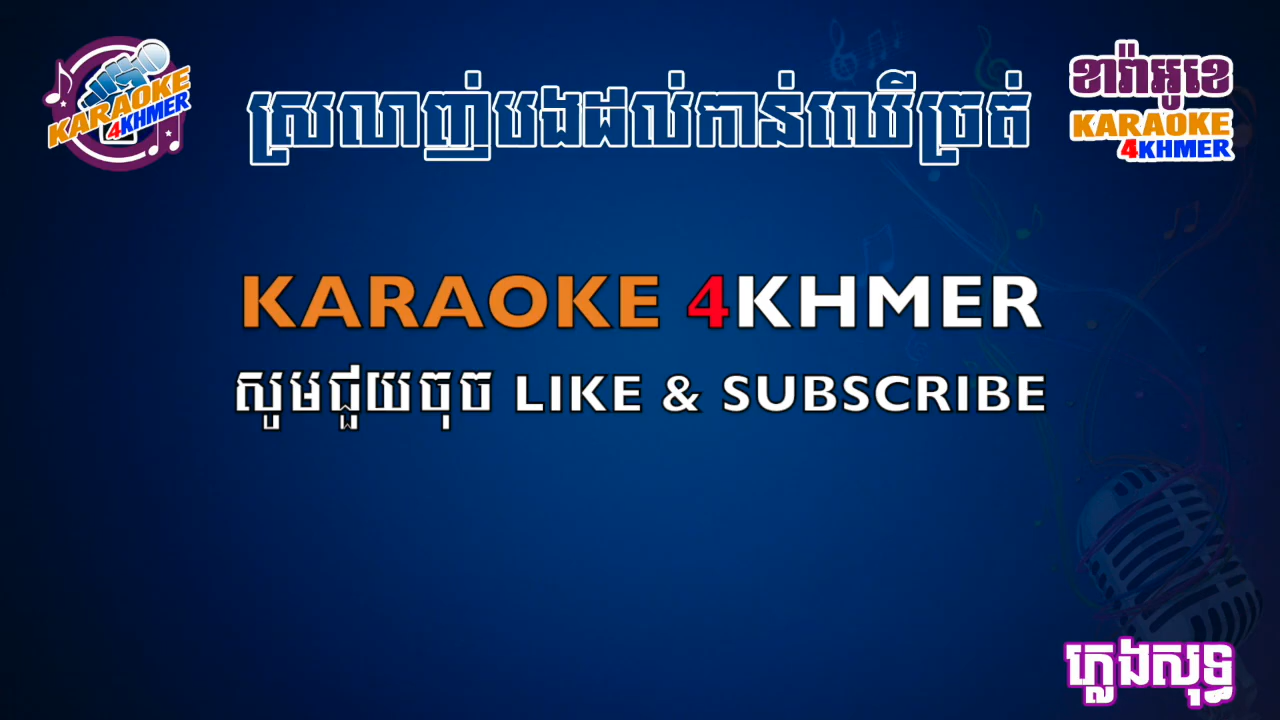 KARAOKE
4KHMER
ស្រលាញ់បងដល់កាន់ឈើច្រត់
ខារ៉ាអូខេ
KARAOKE
4KHMER
KARAOKE 4KHMER
សូមជួយចុច LIKE & SUBSCRIBE
ភ្លេងសុទ្ធ